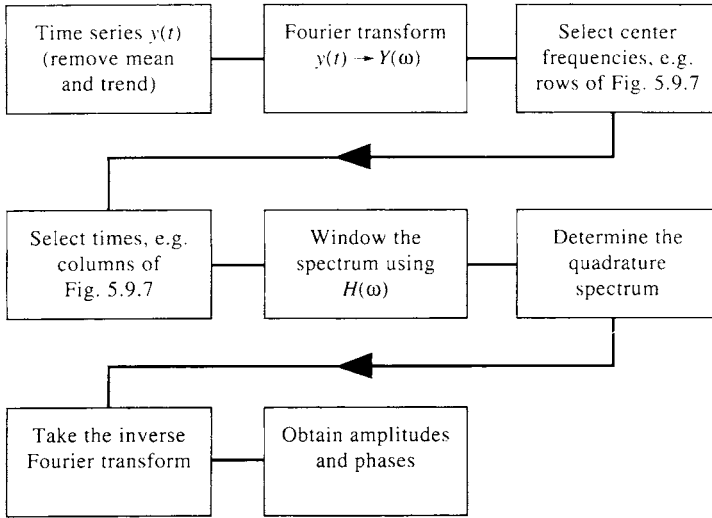 Time series y(t)
(remove mean
and trend)
Fourier transform
y(t) → Y(ω)
Select center
frequencies, e.g.
rows of Fig. 5.9.7
Select times, e.g.
columns of
Fig. 5.9.7
Window the
spectrum using
H(ω)
Determine the
quadrature
spectrum
Take the inverse
Fourier transform
Obtain amplitudes
and phases